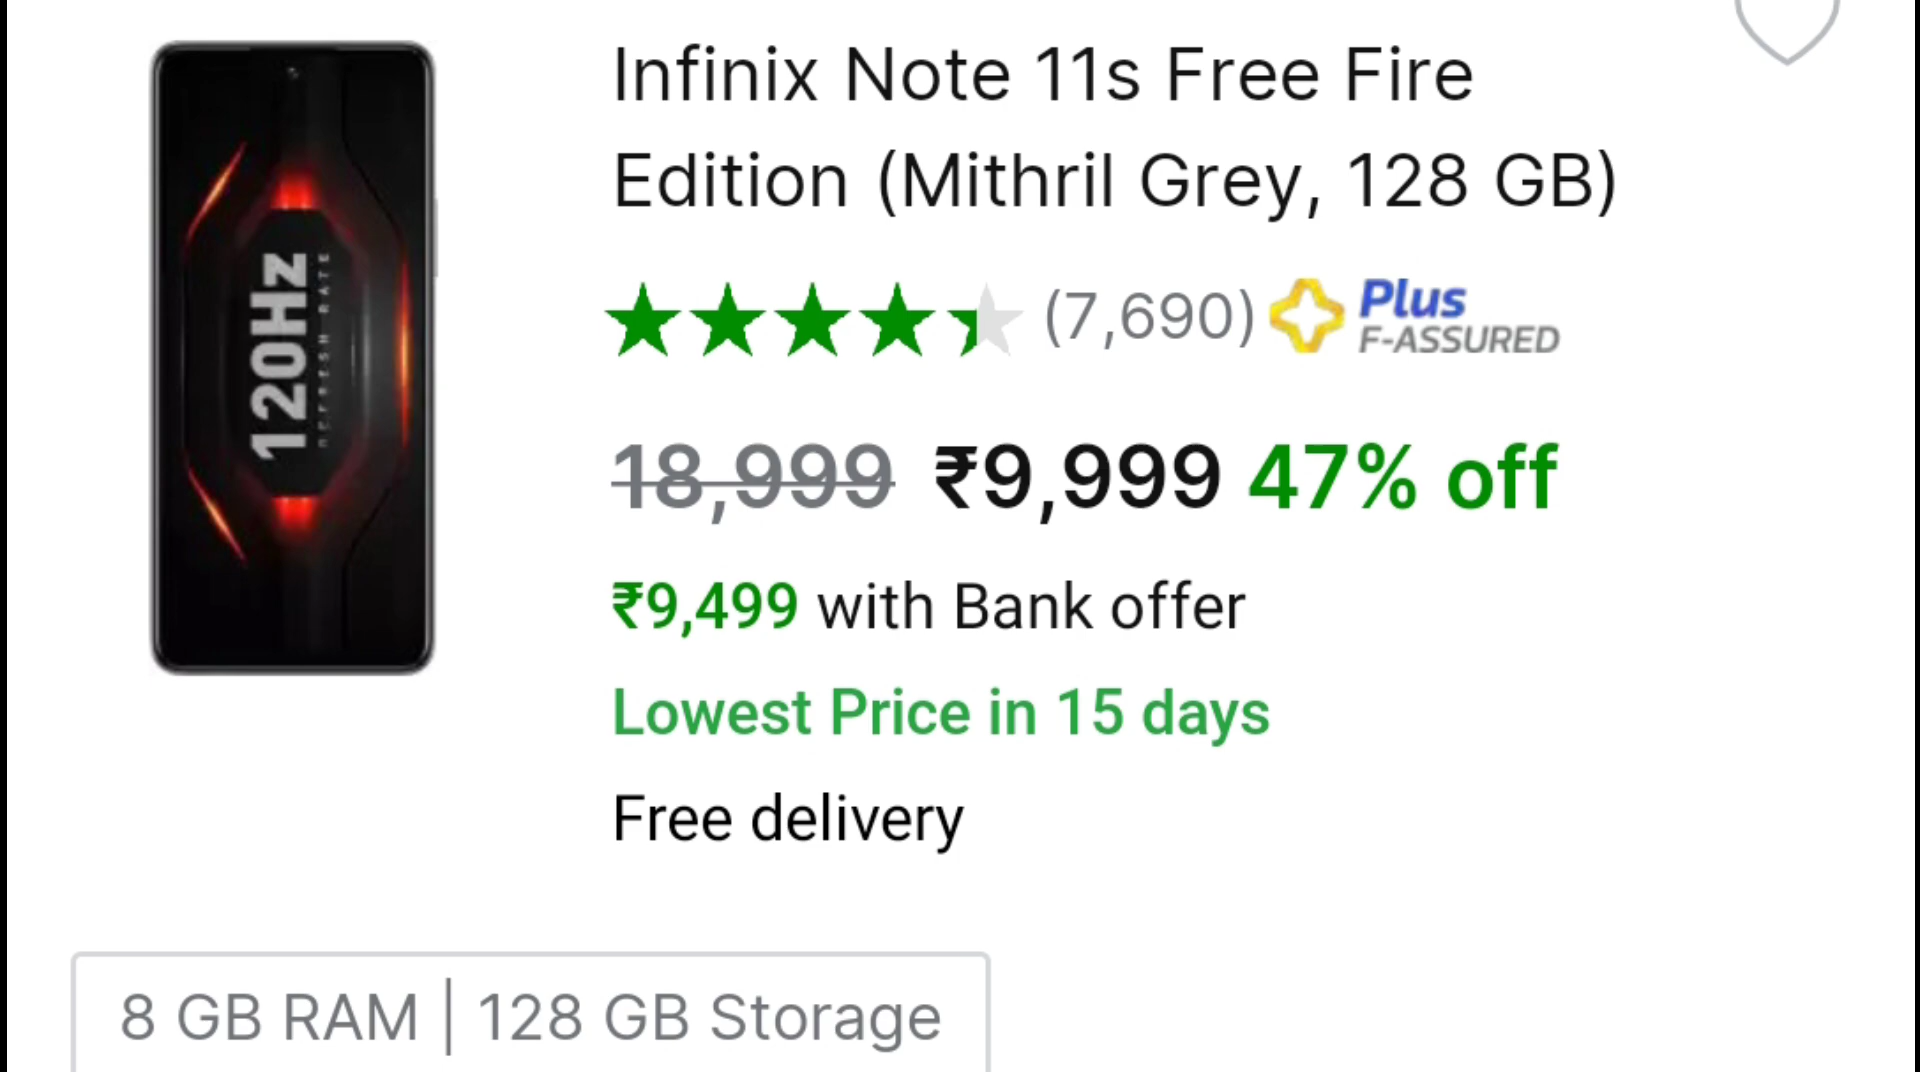 Infinix Note 11s Free Fire
Edition (Mithril Grey, 128 GB)
(7,690) Plus
F-ASSURED
18,999 ₹9,999 47% off
₹9,499 with Bank offer
Lowest Price in 15 days
Free delivery
8 GB RAM | 128 GB Storage
120Hz
REFRESH RATE